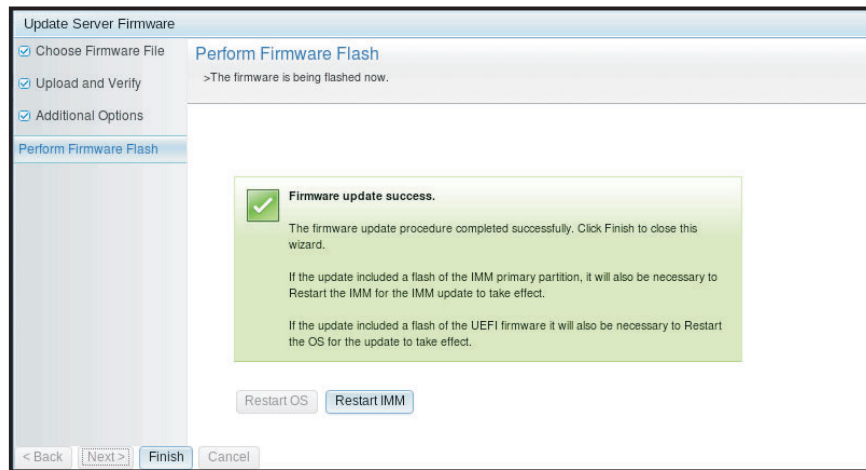 Update Server Firmware
Choose Firmware File
Upload and Verify
Additional Options
Perform Firmware Flash
Perform Firmware Flash
>The firmware is being flashed now.
Firmware update success.
The firmware update procedure completed successfully. Click Finish to close this
wizard.
If the update included a flash of the IMM primary partition, it will also be necessary to
Restart the IMM for the IMM update to take effect.
If the update included a flash of the UEFI firmware it will also be necessary to Restart
the OS for the update to take effect.
Restart OS Restart IMM
< Back Next > Finish Cancel